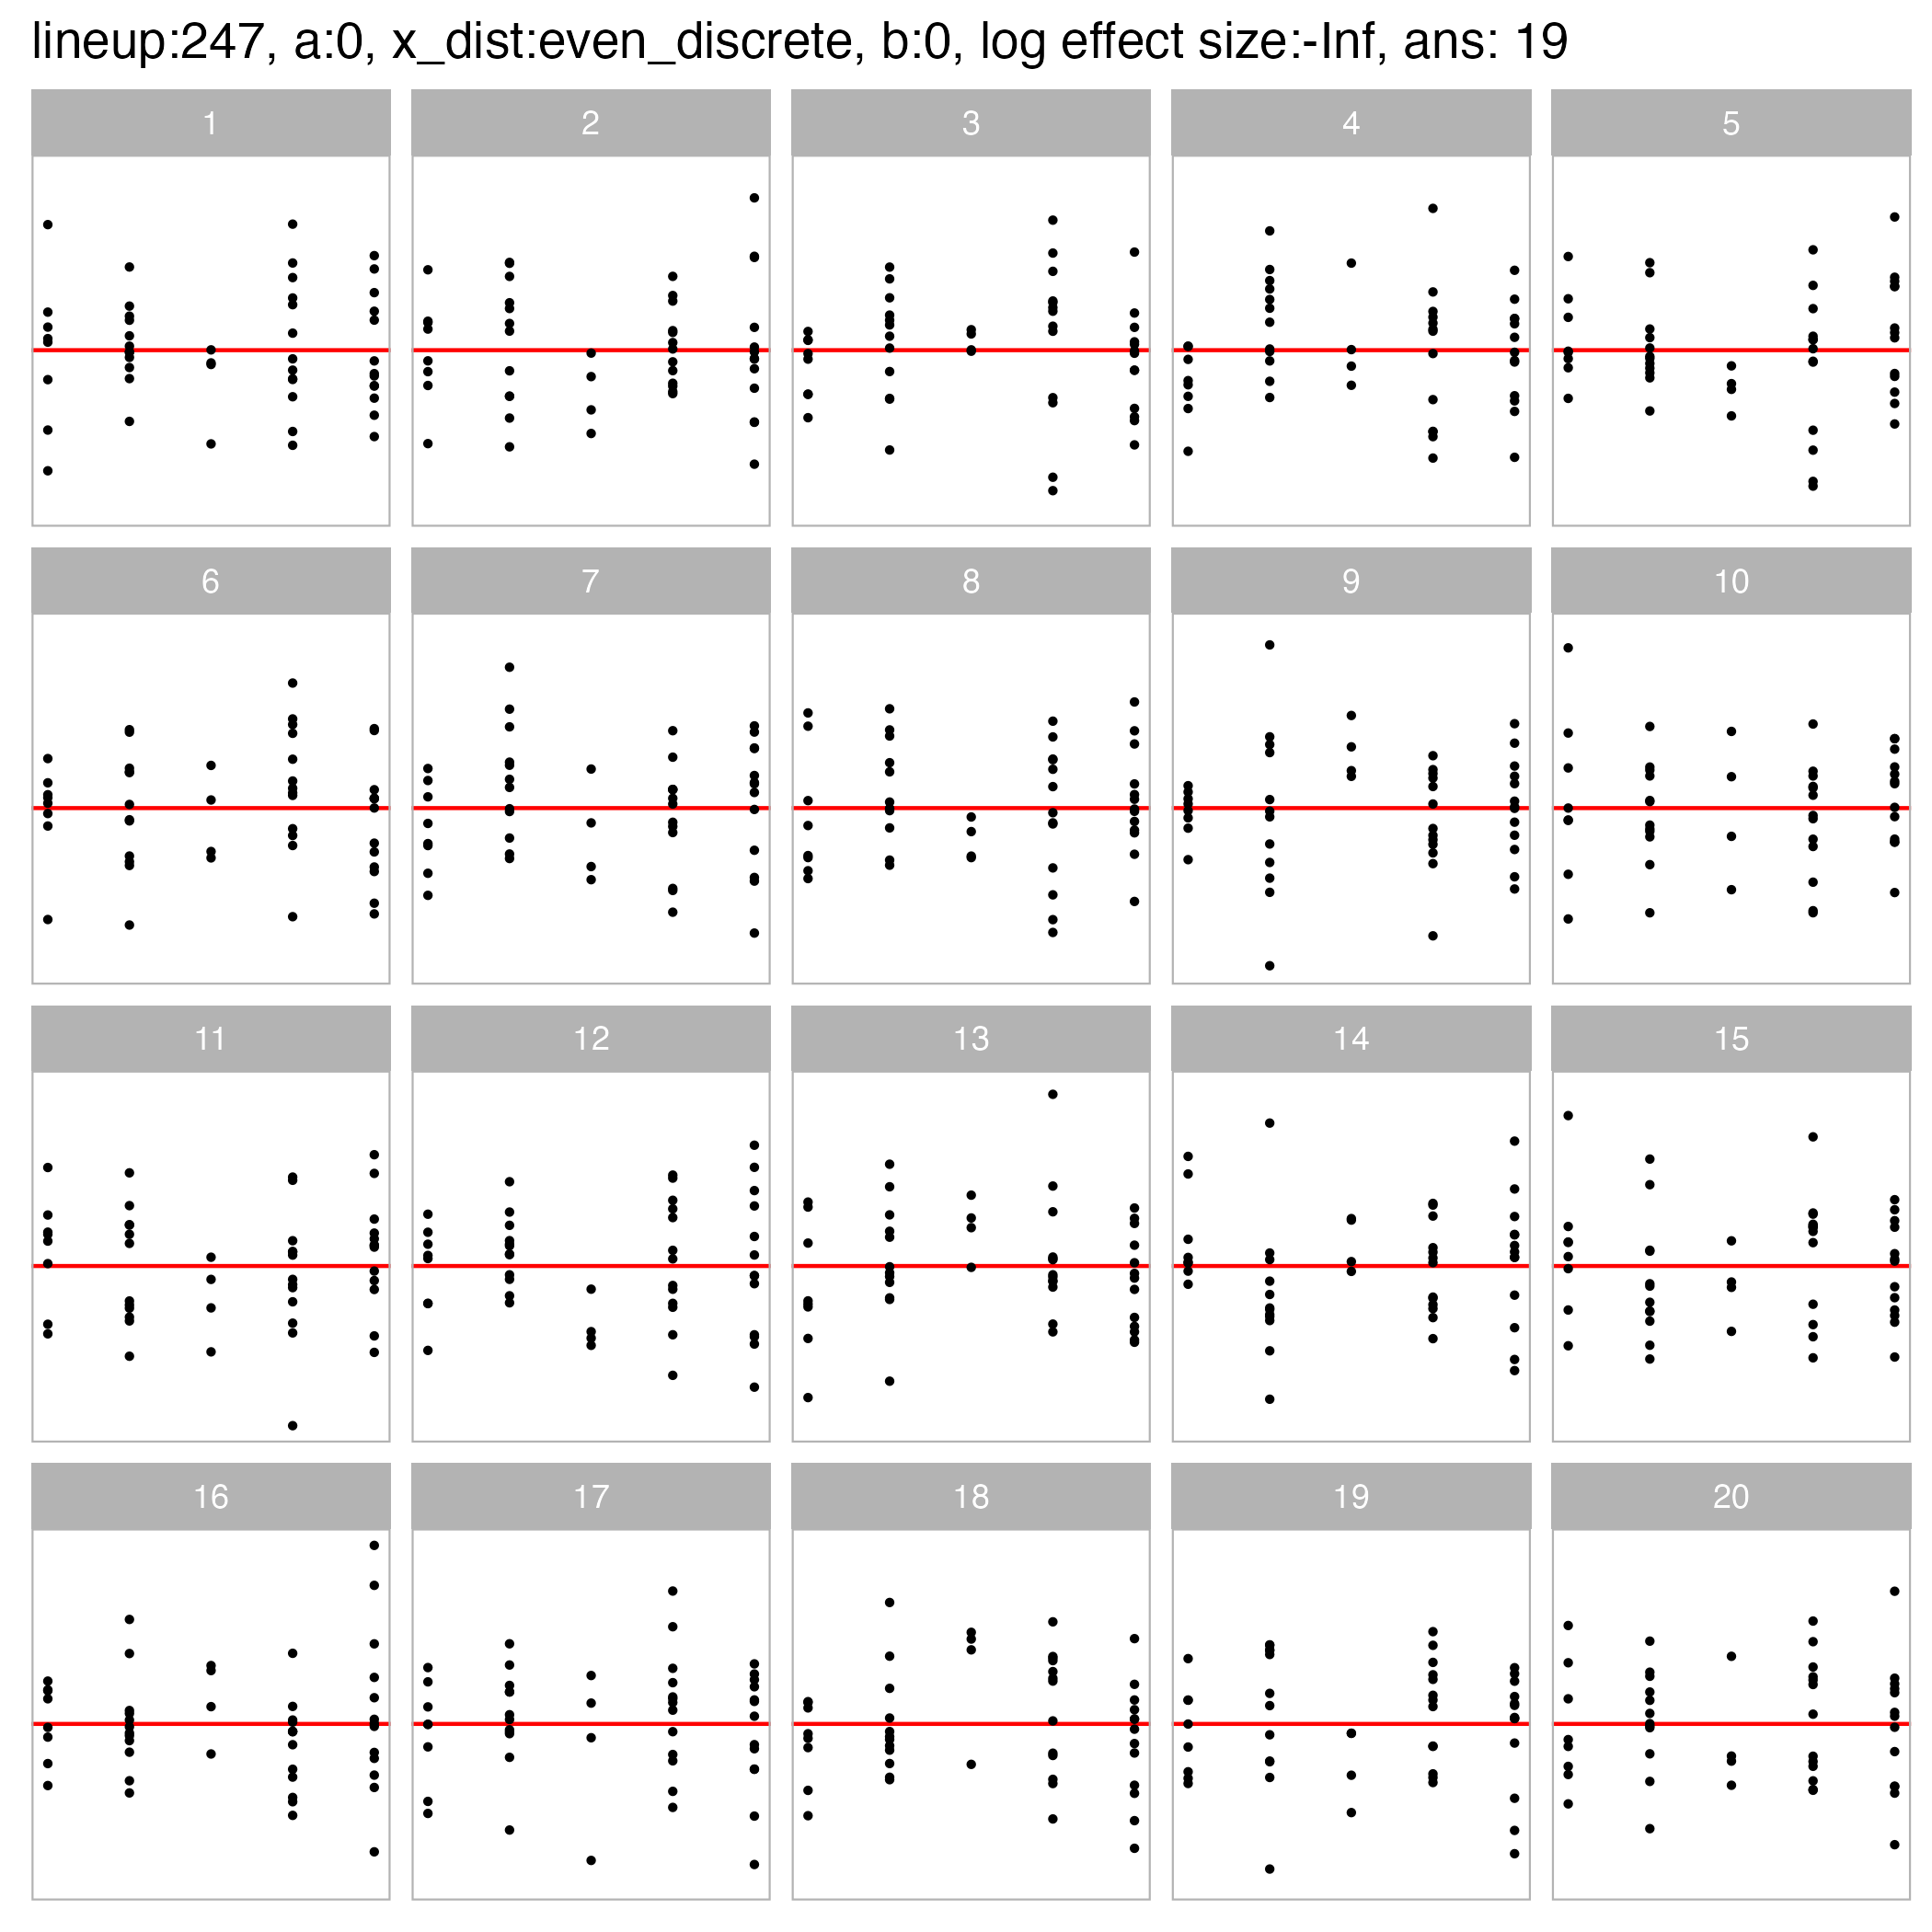 lineup:247, a:0, x_dist:even_discrete, b:0, log effect size:-Inf, ans: 19
1 2 3 4 5
6 7 8 9 10
11 12 13 14 15
16 17 18 19 20